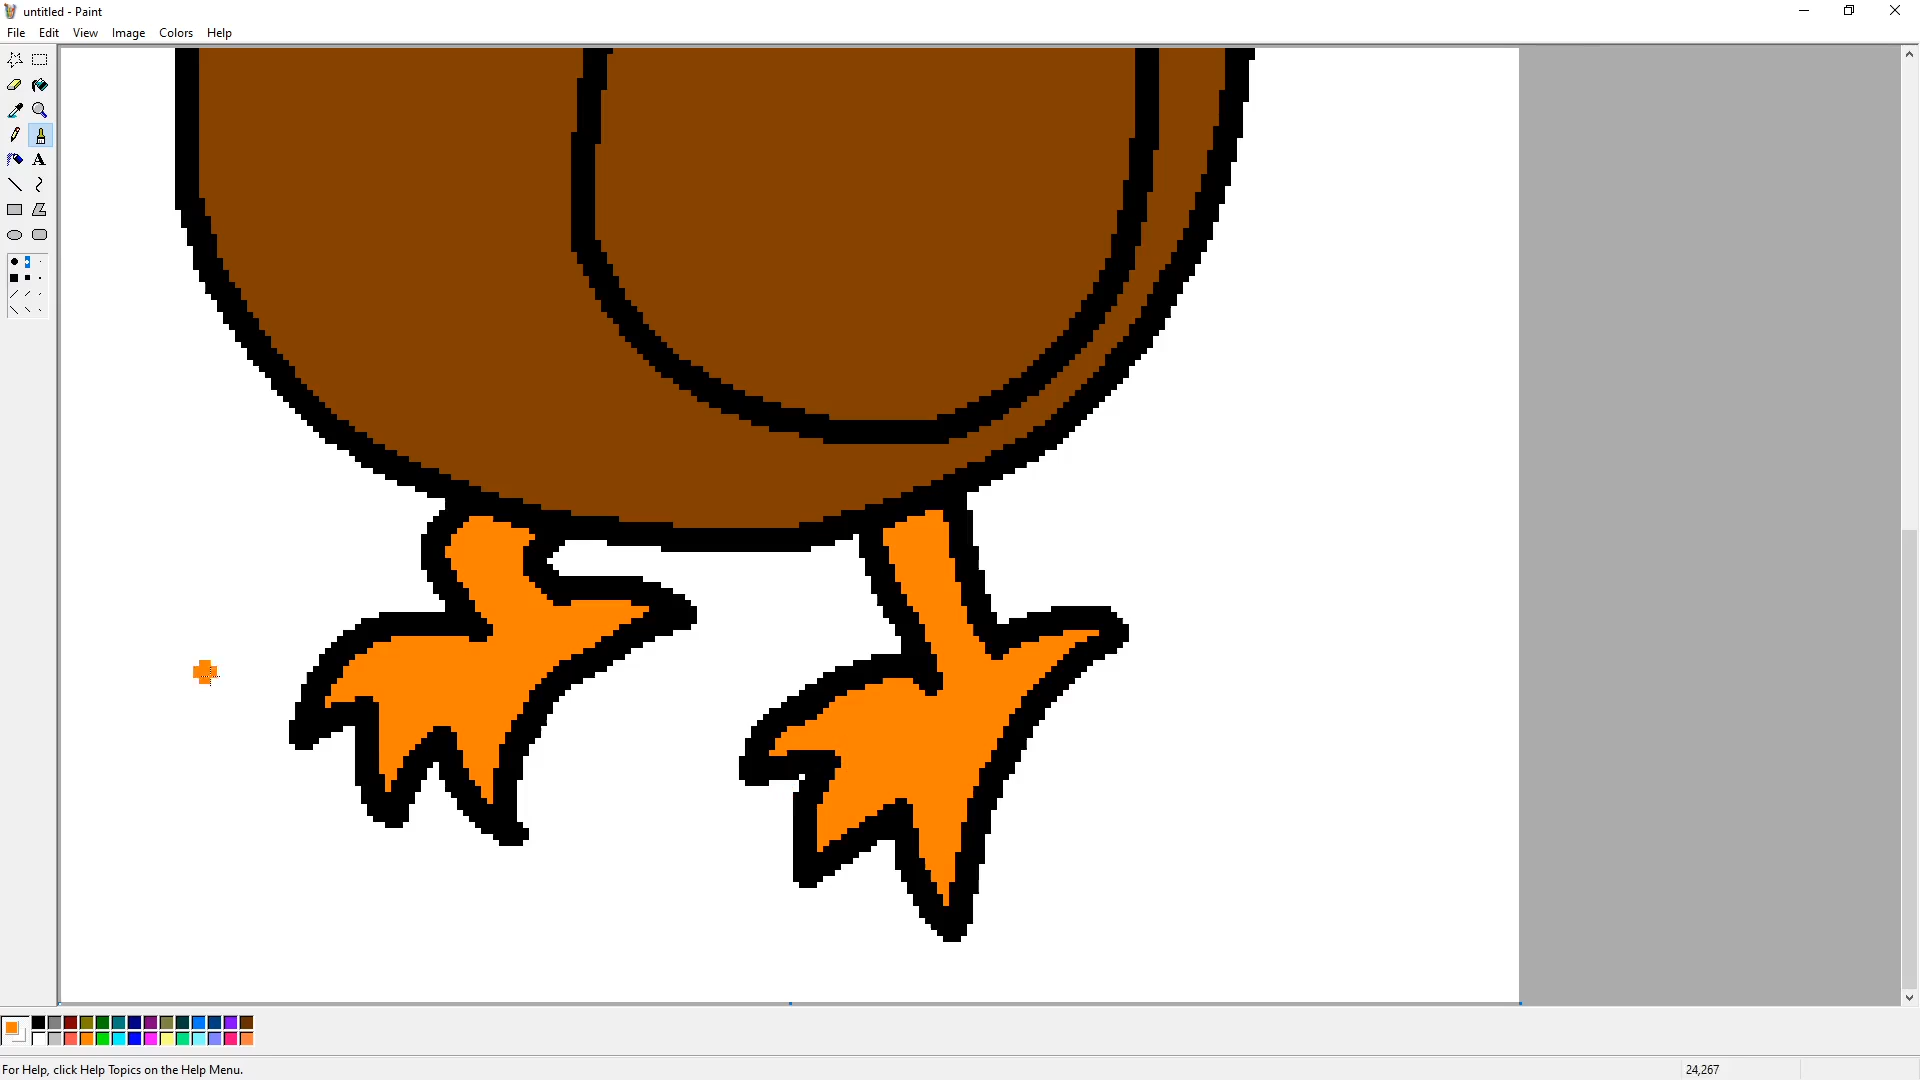 untitled - Paint
File Edit View Image Colors Help
A
For Help, click Help Topics on the Help Menu.
24,267